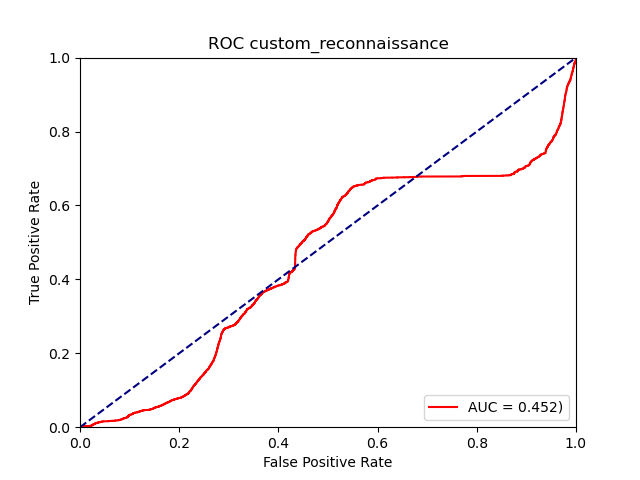 ROC custom_reconnaissance
True Positive Rate
1.0
0.8
0.6
0.4
0.2
0.0
AUC = 0.452)
0.0 0.2 0.4 0.6 0.8 1.0
False Positive Rate